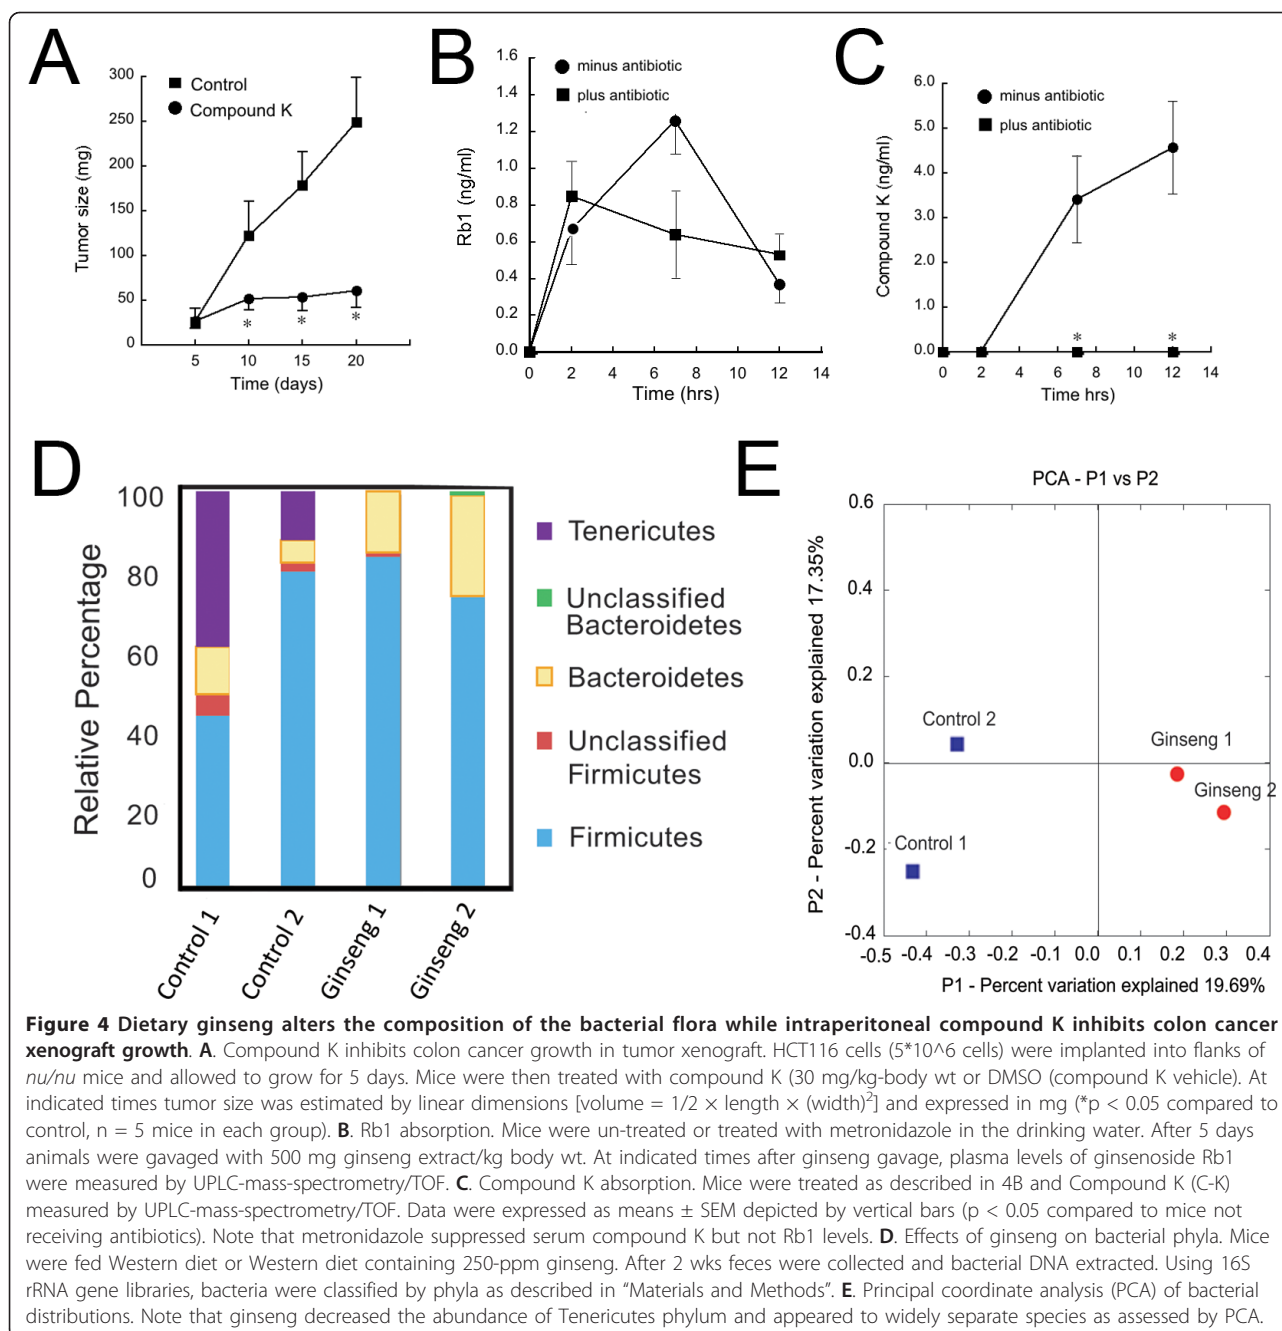 A
Control
Compound K
Tumor size (mg)
300
250
200
150
100
50
0
*
*
*
5
10
15
20
Time (days)
B
minus antibiotic
plus antibiotic
Rb1 (ng/ml)
1.6
1.4
1.2
1.0
0.8
0.6
0.4
0.2
0.0
0
2
4
6
8
10
12
14
Time (hrs)
C
minus antibiotic
plus antibiotic
Compound K (ng/ml)
6.0
5.0
4.0
3.0
2.0
1.0
0.0
*
*
0
2
4
6
8
10
12
14
Time hrs)
D
Relative Percentage
100
80
60
40
20
0
Control 1
Control 2
Ginseng 1
Ginseng 2
Tenericutes
Unclassified
Bacteroidetes
Bacteroidetes
Unclassified
Firmicutes
Firmicutes
E
PCA - P1 vs P2
P2 - Percent variation explained 17.35%
0.6
0.4
0.2
0.0
-0.2
-0.4
Control 2
Control 1
Ginseng 1
Ginseng 2
-0.5
-0.4
-0.3
-0.2
-0.1
0.0
0.1
0.2
0.3
0.4
P1 - Percent variation explained 19.69%
Figure 4 Dietary ginseng alters the composition of the bacterial flora while intraperitoneal compound K inhibits colon cancer
xenograft growth. A. Compound K inhibits colon cancer growth in tumor xenograft. HCT116 cells (5*10^6 cells) were implanted into flanks of
nu/nu mice and allowed to grow for 5 days. Mice were then treated with compound K (30 mg/kg-body wt or DMSO (compound K vehicle). At
indicated times tumor size was estimated by linear dimensions [volume = 1/2 × length × (width)²] and expressed in mg (*p < 0.05 compared to
control, n = 5 mice in each group). B. Rb1 absorption. Mice were un-treated or treated with metronidazole in the drinking water. After 5 days
animals were gavaged with 500 mg ginseng extract/kg body wt. At indicated times after ginseng gavage, plasma levels of ginsenoside Rb1
were measured by UPLC-mass-spectrometry/TOF. C. Compound K absorption. Mice were treated as described in 4B and Compound K (C-K)
measured by UPLC-mass-spectrometry/TOF. Data were expressed as means ± SEM depicted by vertical bars (p < 0.05 compared to mice not
receiving antibiotics). Note that metronidazole suppressed serum compound K but not Rb1 levels. D. Effects of ginseng on bacterial phyla. Mice
were fed Western diet or Western diet containing 250-ppm ginseng. After 2 wks feces were collected and bacterial DNA extracted. Using 16S
rRNA gene libraries, bacteria were classified by phyla as described in “Materials and Methods”. E. Principal coordinate analysis (PCA) of bacterial
distributions. Note that ginseng decreased the abundance of Tenericutes phylum and appeared to widely separate species as assessed by PCA.